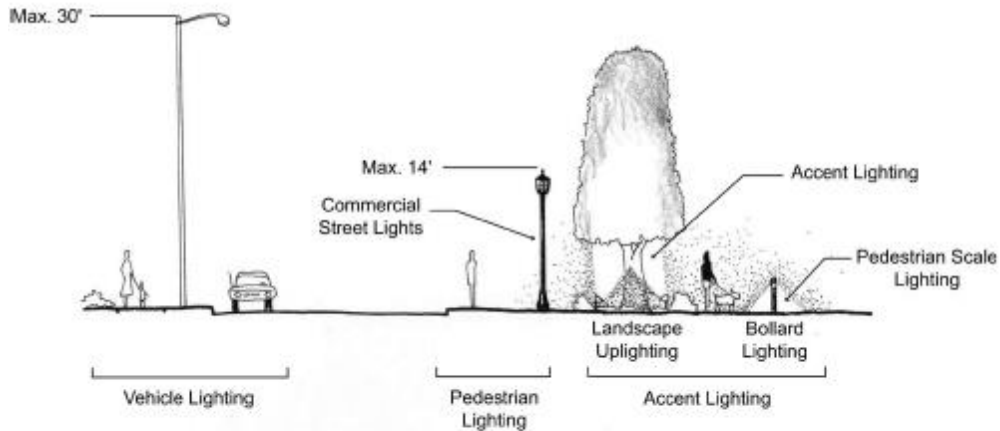 Max. 30'
Max. 14'
Commercial
Street Lights
Accent Lighting
Pedestrian Scale
Lighting
Landscape
Uplighting
Bollard
Lighting
Vehicle Lighting
Pedestrian
Lighting
Accent Lighting